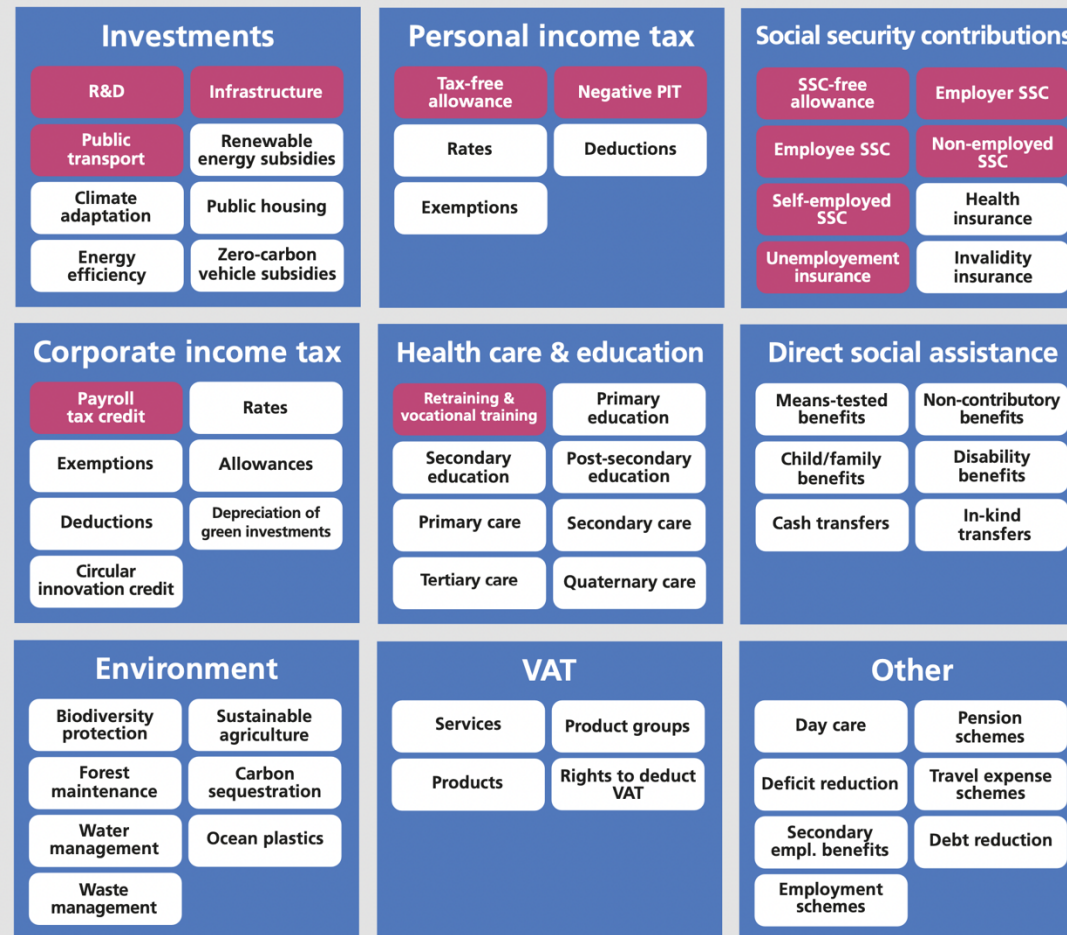 Investments
R&D
Infrastructure
Public
transport
Renewable
energy subsidies
Climate
adaptation
Public housing
Energy
efficiency
Zero-carbon
vehicle subsidies
Personal income tax
Tax-free
allowance
Negative PIT
Rates
Deductions
Exemptions
Social security contributions
SSC-free
allowance
Employer SSC
Employee SSC
Non-employed
SSC
Self-employed
SSC
Health
insurance
Unemployement
insurance
Invalidity
insurance
Corporate income tax
Payroll
tax credit
Rates
Exemptions
Allowances
Deductions
Depreciation of
green investments
Circular
innovation credit
Health care & education
Retraining &
vocational training
Primary
education
Secondary
education
Post-secondary
education
Primary care
Secondary care
Tertiary care
Quaternary care
Direct social assistance
Means-tested
benefits
Non-contributory
benefits
Child/family
benefits
Disability
benefits
Cash transfers
In-kind
transfers
Environment
Biodiversity
protection
Sustainable
agriculture
Forest
maintenance
Carbon
sequestration
Water
management
Ocean plastics
Waste
management
VAT
Services
Product groups
Products
Rights to deduct
VAT
Other
Day care
Pension
schemes
Deficit reduction
Travel expense
schemes
Secondary
empl. benefits
Debt reduction
Employment
schemes